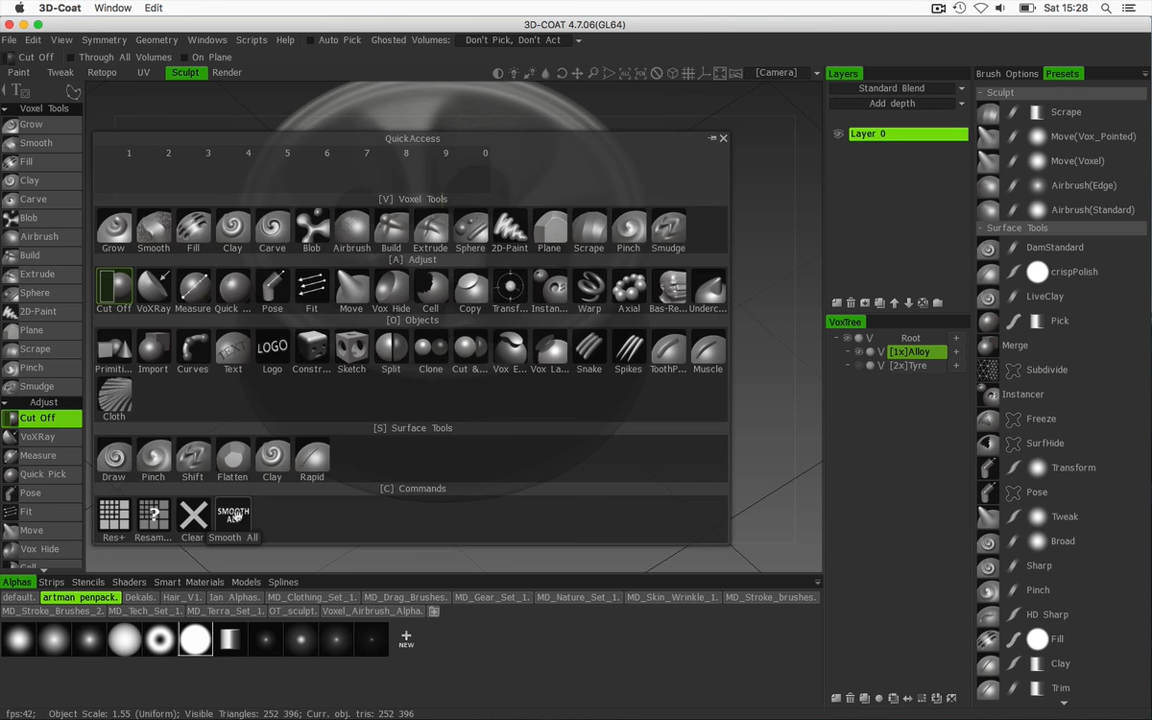 3D-Coat Window Edit Sat 15:28
3D-COAT 4.7.06(GL64)
File Edit View Symmetry Geometry Windows Scripts Help Auto Pick Ghosted Volumes: Don't Pick, Don't Act
Cut Off Through All Volumes On Plane
Paint Tweak Retopo UV Sculpt Render [Camera] Layers Brush Options Presets
Voxel Tools
Grow
Smooth
Fill
Clay
Carve
Blob
Airbrush
Build
Extrude
Sphere
2D-Paint
Plane
Scrape
Pinch
Smudge
Adjust
Cut Off
VoXRay
Measure
Quick Pick
Pose
Fit
Move
Vox Hide
Cell
QuickAccess
1 2 3 4 5 6 7 8 9 0
[V] Voxel Tools
Grow Smooth Fill Clay Carve Blob Airbrush Build Extrude Sphere 2D-Paint Plane Scrape Pinch Smudge
[A] Adjust
Cut Off VoXRay Measure Quick ... Pose Fit Move Vox Hide Cell Copy Transf... Instan... Warp Axial Bas-Re... Underc...
[O] Objects
TEXT LOGO
Primiti... Import Curves Text Logo Constr... Sketch Split Clone Cut &... Vox E... Vox La... Snake Spikes ToothP... Muscle
Cloth
[S] Surface Tools
Draw Pinch Shift Flatten Clay Rapid
[C] Commands
SMOOTH ALL
Res+ Resam... Clear Smooth All
Standard Blend
Add depth
Layer 0
VoxTree
V Root +
V [1x]Alloy +
V [2x]Tyre +
Sculpt
Scrape
Move(Vox_Pointed)
Move(Voxel)
Airbrush(Edge)
Airbrush(Standard)
Surface Tools
DamStandard
crispPolish
LiveClay
Pick
Merge
Subdivide
Instancer
Freeze
SurfHide
Transform
Pose
Tweak
Broad
Sharp
Pinch
HD Sharp
Fill
Clay
Trim
Alphas Strips Stencils Shaders Smart Materials Models Splines
default. artman penpack. Dekals. Hair_V1. Ian Alphas. MD_Clothing_Set_1. MD_Drag_Brushes. MD_Gear_Set_1. MD_Nature_Set_1. MD_Skin_Wrinkle_1. MD_Stroke_brushes.
MD_Stroke_Brushes_2. MD_Tech_Set_1. MD_Terra_Set_1. OT_sculpt. Voxel_Airbrush_Alpha.
NEW
fps:42; Object Scale: 1.55 (Uniform); Visible Triangles: 252 396; Curr. obj. tris: 252 396;